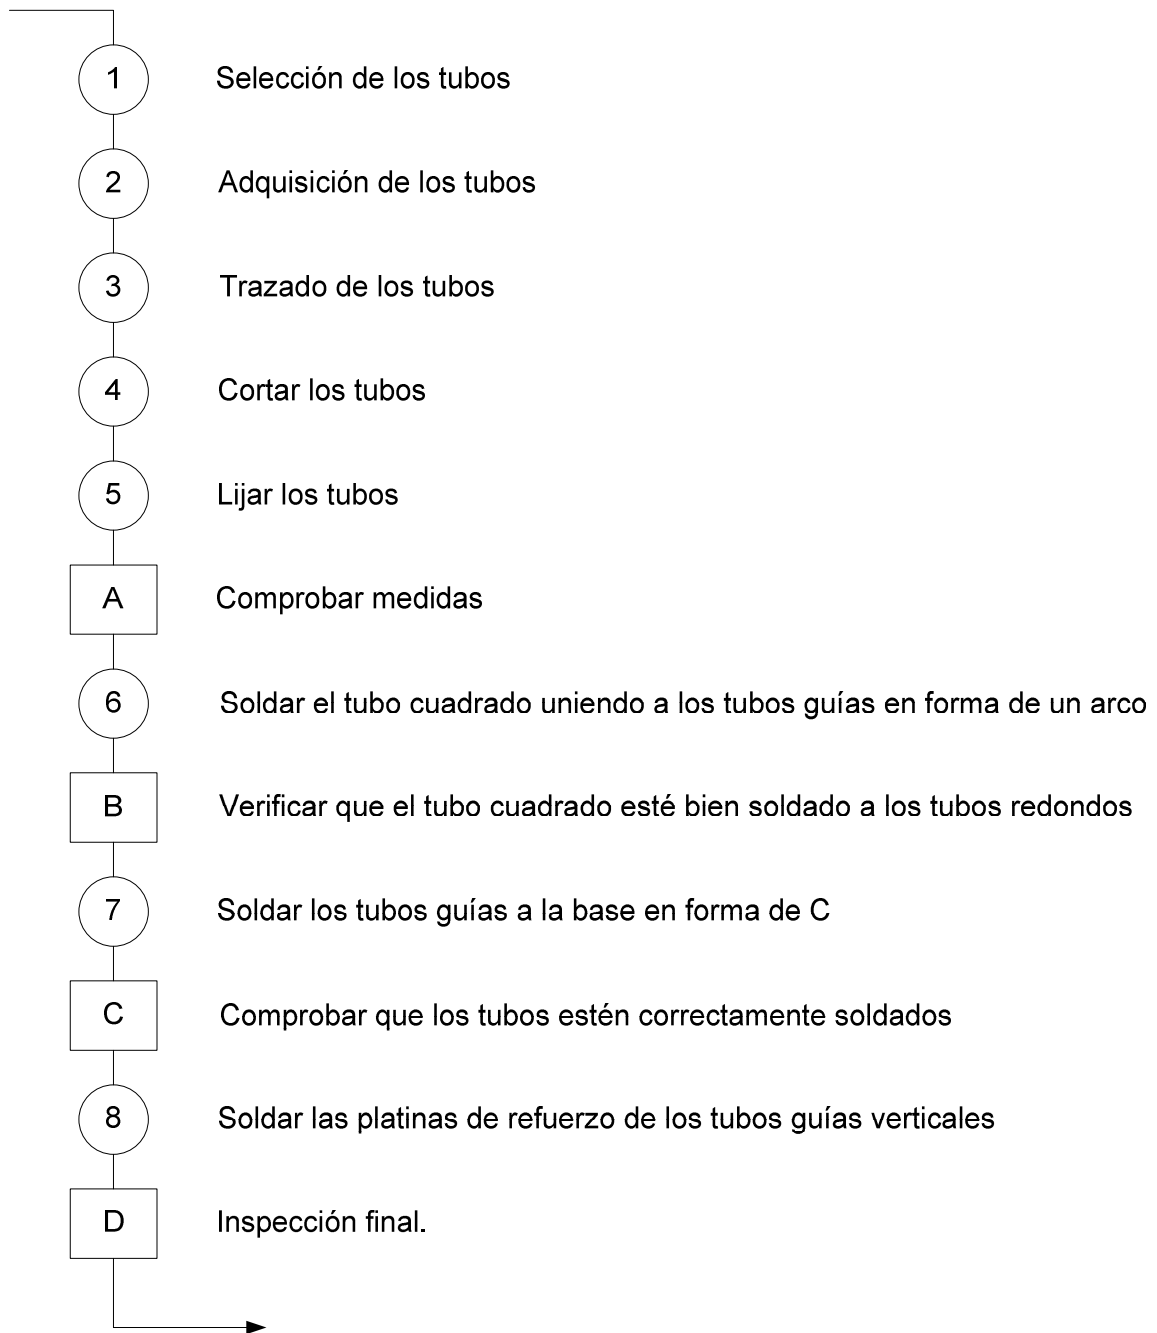 1 Selección de los tubos
2 Adquisición de los tubos
3 Trazado de los tubos
4 Cortar los tubos
5 Lijar los tubos
A Comprobar medidas
6 Soldar el tubo cuadrado uniendo a los tubos guías en forma de un arco
B Verificar que el tubo cuadrado esté bien soldado a los tubos redondos
7 Soldar los tubos guías a la base en forma de C
C Comprobar que los tubos estén correctamente soldados
8 Soldar las platinas de refuerzo de los tubos guías verticales
D Inspección final.